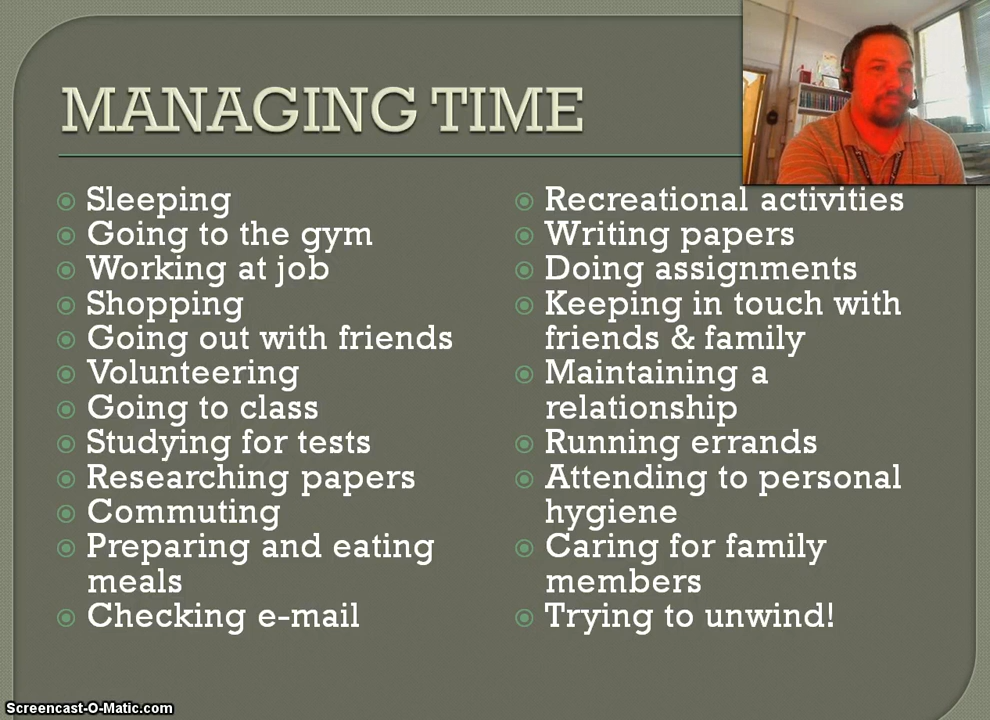 MANAGING TIME
Sleeping
Going to the gym
Working at job
Shopping
Going out with friends
Volunteering
Going to class
Studying for tests
Researching papers
Commuting
Preparing and eating
meals
Checking e-mail
Recreational activities
Writing papers
Doing assignments
Keeping in touch with
friends & family
Maintaining a
relationship
Running errands
Attending to personal
hygiene
Caring for family
members
Trying to unwind!
Screencast-O-Matic.com